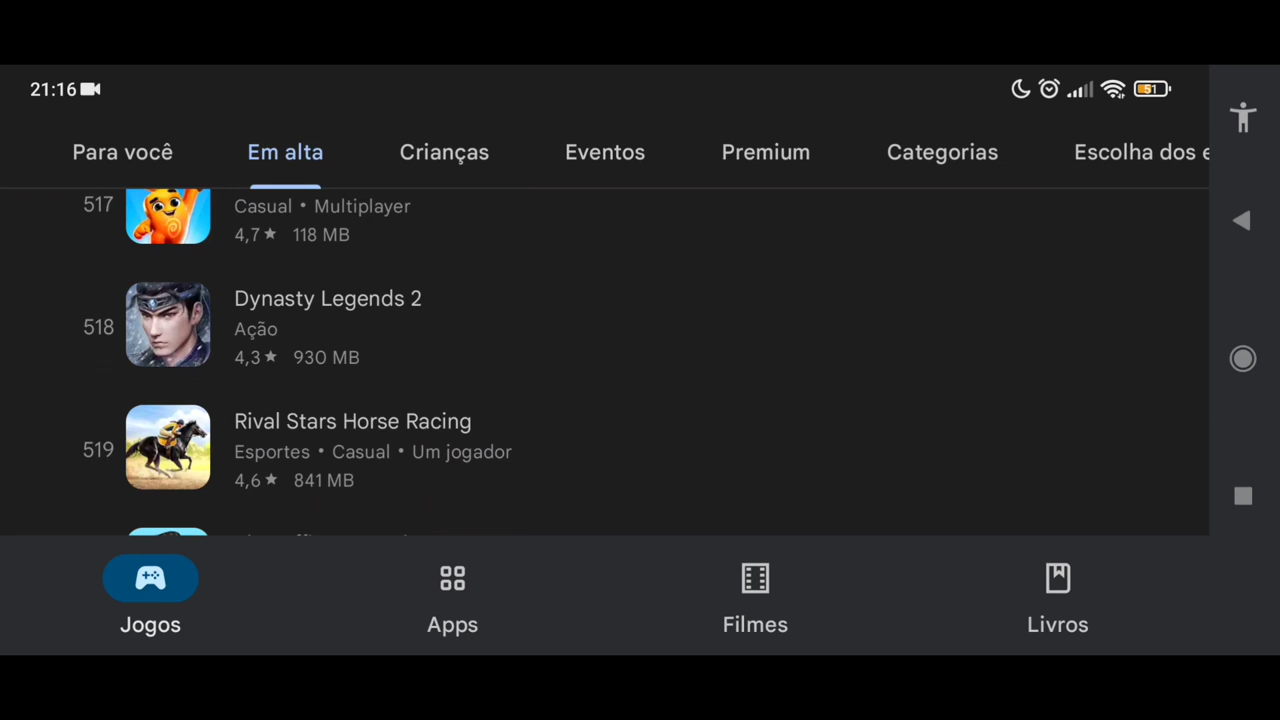 21:16
51
Para você
Em alta
Crianças
Eventos
Premium
Categorias
Escolha dos
517
Casual • Multiplayer
4,7★ 118 MB
518
Dynasty Legends 2
Ação
4,3★ 930 MB
519
Rival Stars Horse Racing
Esportes • Casual • Um jogador
4,6★ 841 MB
Jogos
Apps
Filmes
Livros